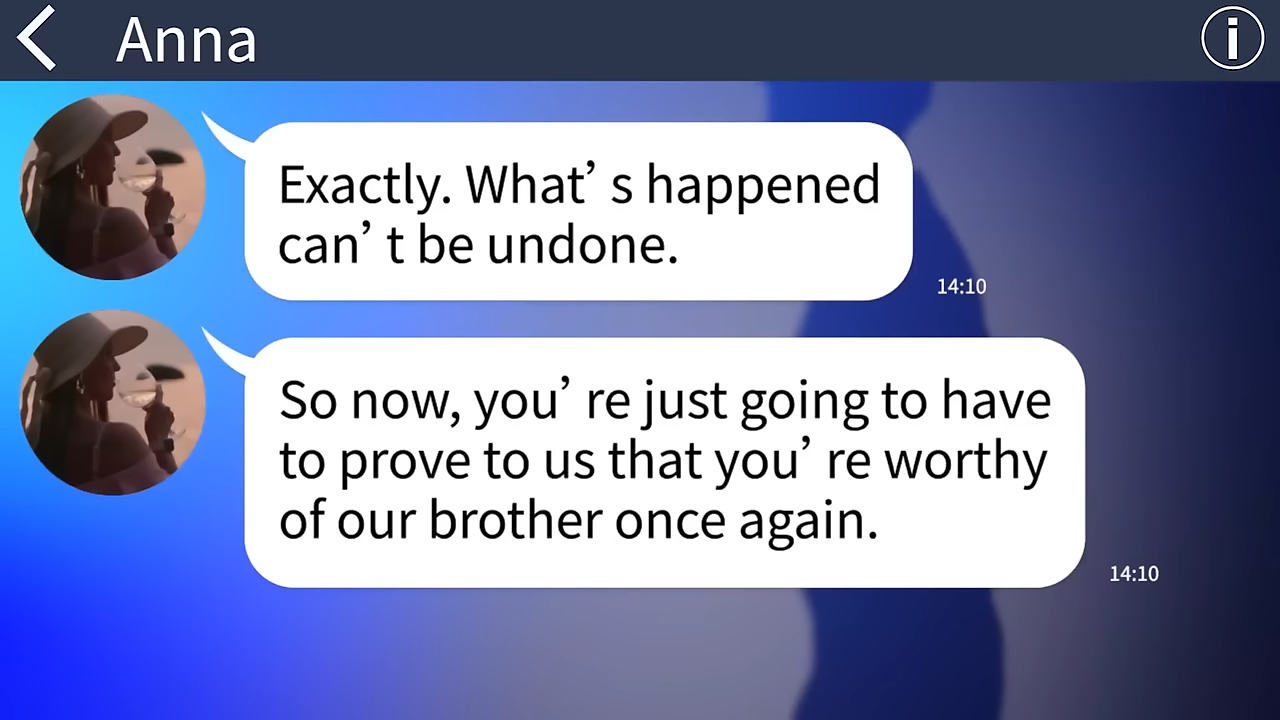 Anna
Exactly. What’ s happened
can’ t be undone.
14:10
So now, you’ re just going to have
to prove to us that you’ re worthy
of our brother once again.
14:10